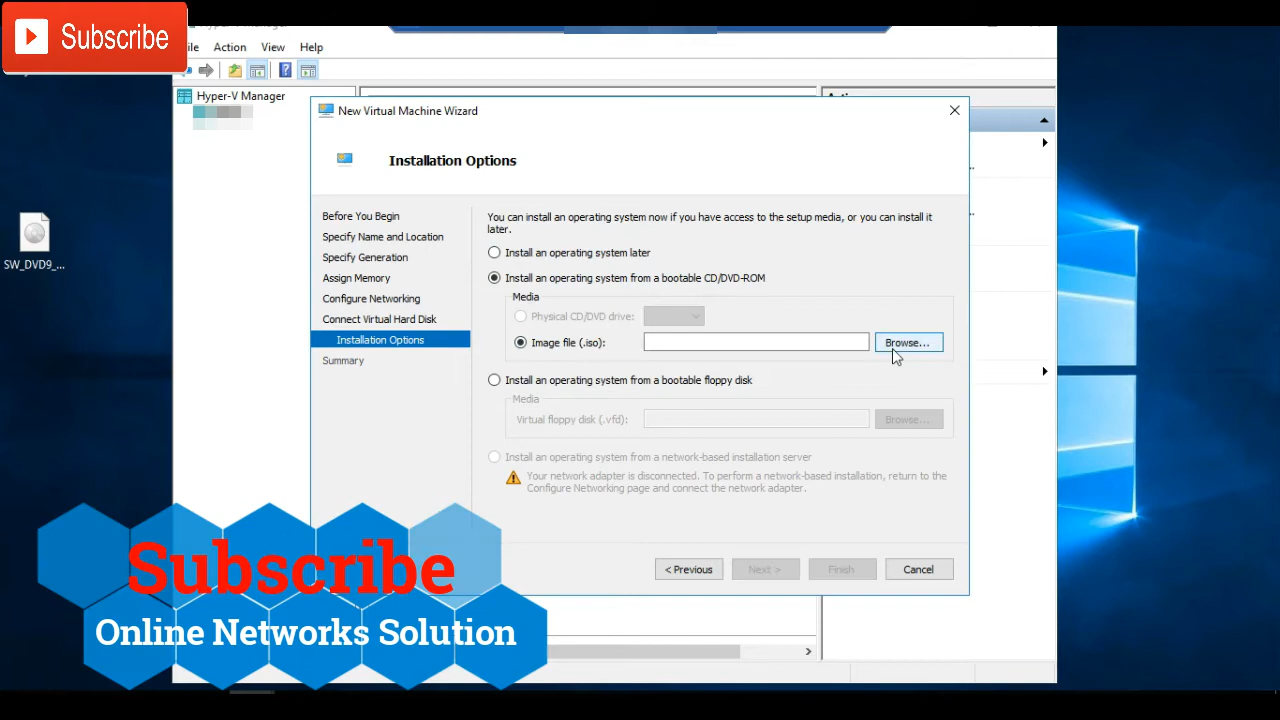 Subscribe
File Action View Help
Hyper-V Manager
New Virtual Machine Wizard
Installation Options
Before You Begin
Specify Name and Location
Specify Generation
Assign Memory
Configure Networking
Connect Virtual Hard Disk
Installation Options
Summary
You can install an operating system now if you have access to the setup media, or you can install it
later.
Install an operating system later
Install an operating system from a bootable CD/DVD-ROM
Media
Physical CD/DVD drive:
Image file (.iso):
Browse...
Install an operating system from a bootable floppy disk
Media
Virtual floppy disk (.vfd):
Browse...
Install an operating system from a network-based installation server
Your network adapter is disconnected. To perform a network-based installation, return to the
Configure Networking page and connect the network adapter.
< Previous
Next >
Finish
Cancel
SW_DVD9_...
Subscribe
Online Networks Solution